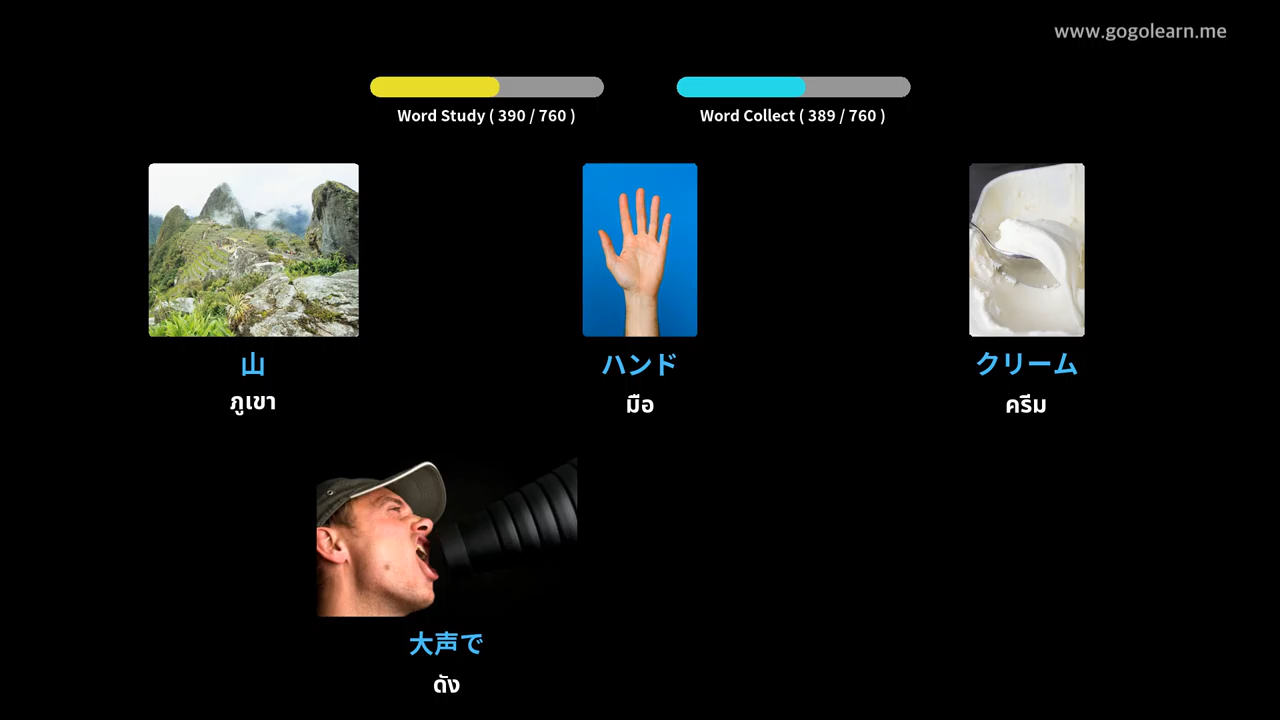 www.gogolearn.me
Word Study ( 390 / 760 )
Word Collect ( 389 / 760 )
山
ภูเขา
ハンド
มือ
クリーム
ครีม
大声で
ดัง